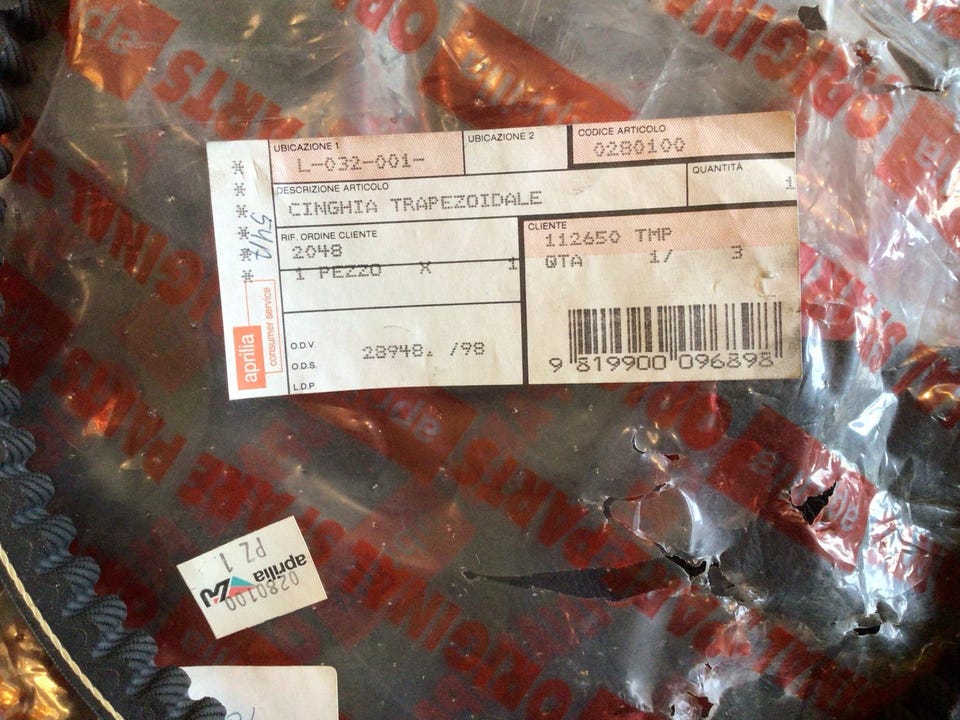 UBICAZIONE 1
L-032-001-
UBICAZIONE 2
CODICE ARTICOLO
0280100
DESCRIZIONE ARTICOLO
CINGHIA TRAPEZOIDALE
QUANTITÀ
1
RIF. ORDINE CLIENTE
2048
1 PEZZO X 1
CLIENTE
112650 TMP
QTA 1/ 3
O.D.V
28948. /98
O.D.S.
L.D.P.
9 819900 096898
*****
aprilia
consumer service
aprilia
0280100
PZ 1
ORIGINAL SPARE PARTS